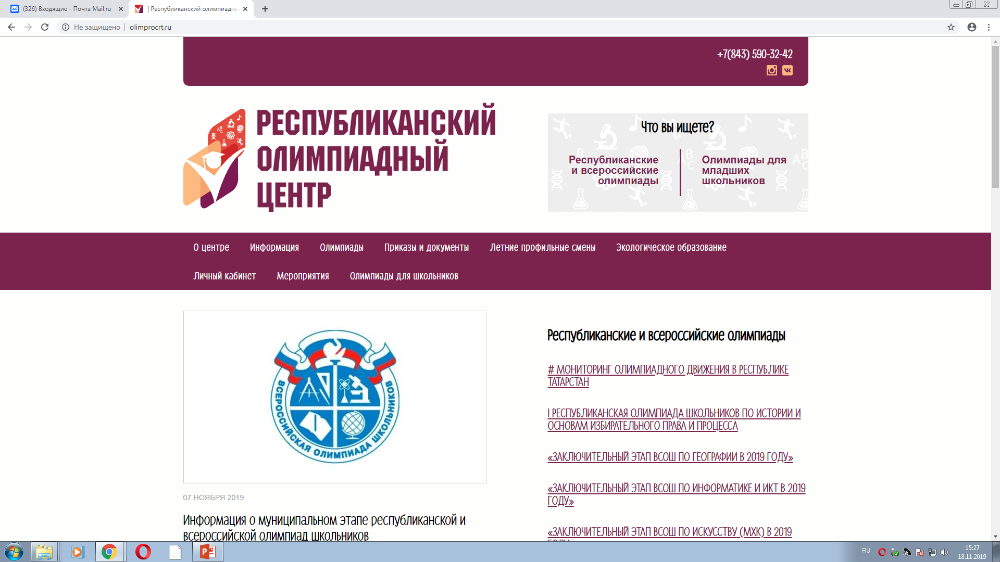 (326) Входящие - Почта Mail.ru
| Республиканский олимпиадны
Не защищено
olimprocrt.ru
+7(843) 590-32-42
РЕСПУБЛИКАНСКИЙ
ОЛИМПИАДНЫЙ
ЦЕНТР
Что вы ищете?
Республиканские
и всероссийские
олимпиады
Олимпиады для
младших
школьников
О центре
Информация
Олимпиады
Приказы и документы
Летние профильные смены
Экологическое образование
Личный кабинет
Мероприятия
Олимпиады для школьников
ВСЕРОССИЙСКАЯ ОЛИМПИАДА ШКОЛЬНИКОВ
07 НОЯБРЯ 2019
Информация о муниципальном этапе республиканской и
всероссийской олимпиад школьников
Республиканские и всероссийские олимпиады
# МОНИТОРИНГ ОЛИМПИАДНОГО ДВИЖЕНИЯ В РЕСПУБЛИКЕ
ТАТАРСТАН
I РЕСПУБЛИКАНСКАЯ ОЛИМПИАДА ШКОЛЬНИКОВ ПО ИСТОРИИ И
ОСНОВАМ ИЗБИРАТЕЛЬНОГО ПРАВА И ПРОЦЕССА
«ЗАКЛЮЧИТЕЛЬНЫЙ ЭТАП ВСОШ ПО ГЕОГРАФИИ В 2019 ГОДУ»
«ЗАКЛЮЧИТЕЛЬНЫЙ ЭТАП ВСОШ ПО ИНФОРМАТИКЕ И ИКТ В 2019
ГОДУ»
«ЗАКЛЮЧИТЕЛЬНЫЙ ЭТАП ВСОШ ПО ИСКУССТВУ (МХК) В 2019
RU
15:27
18.11.2019